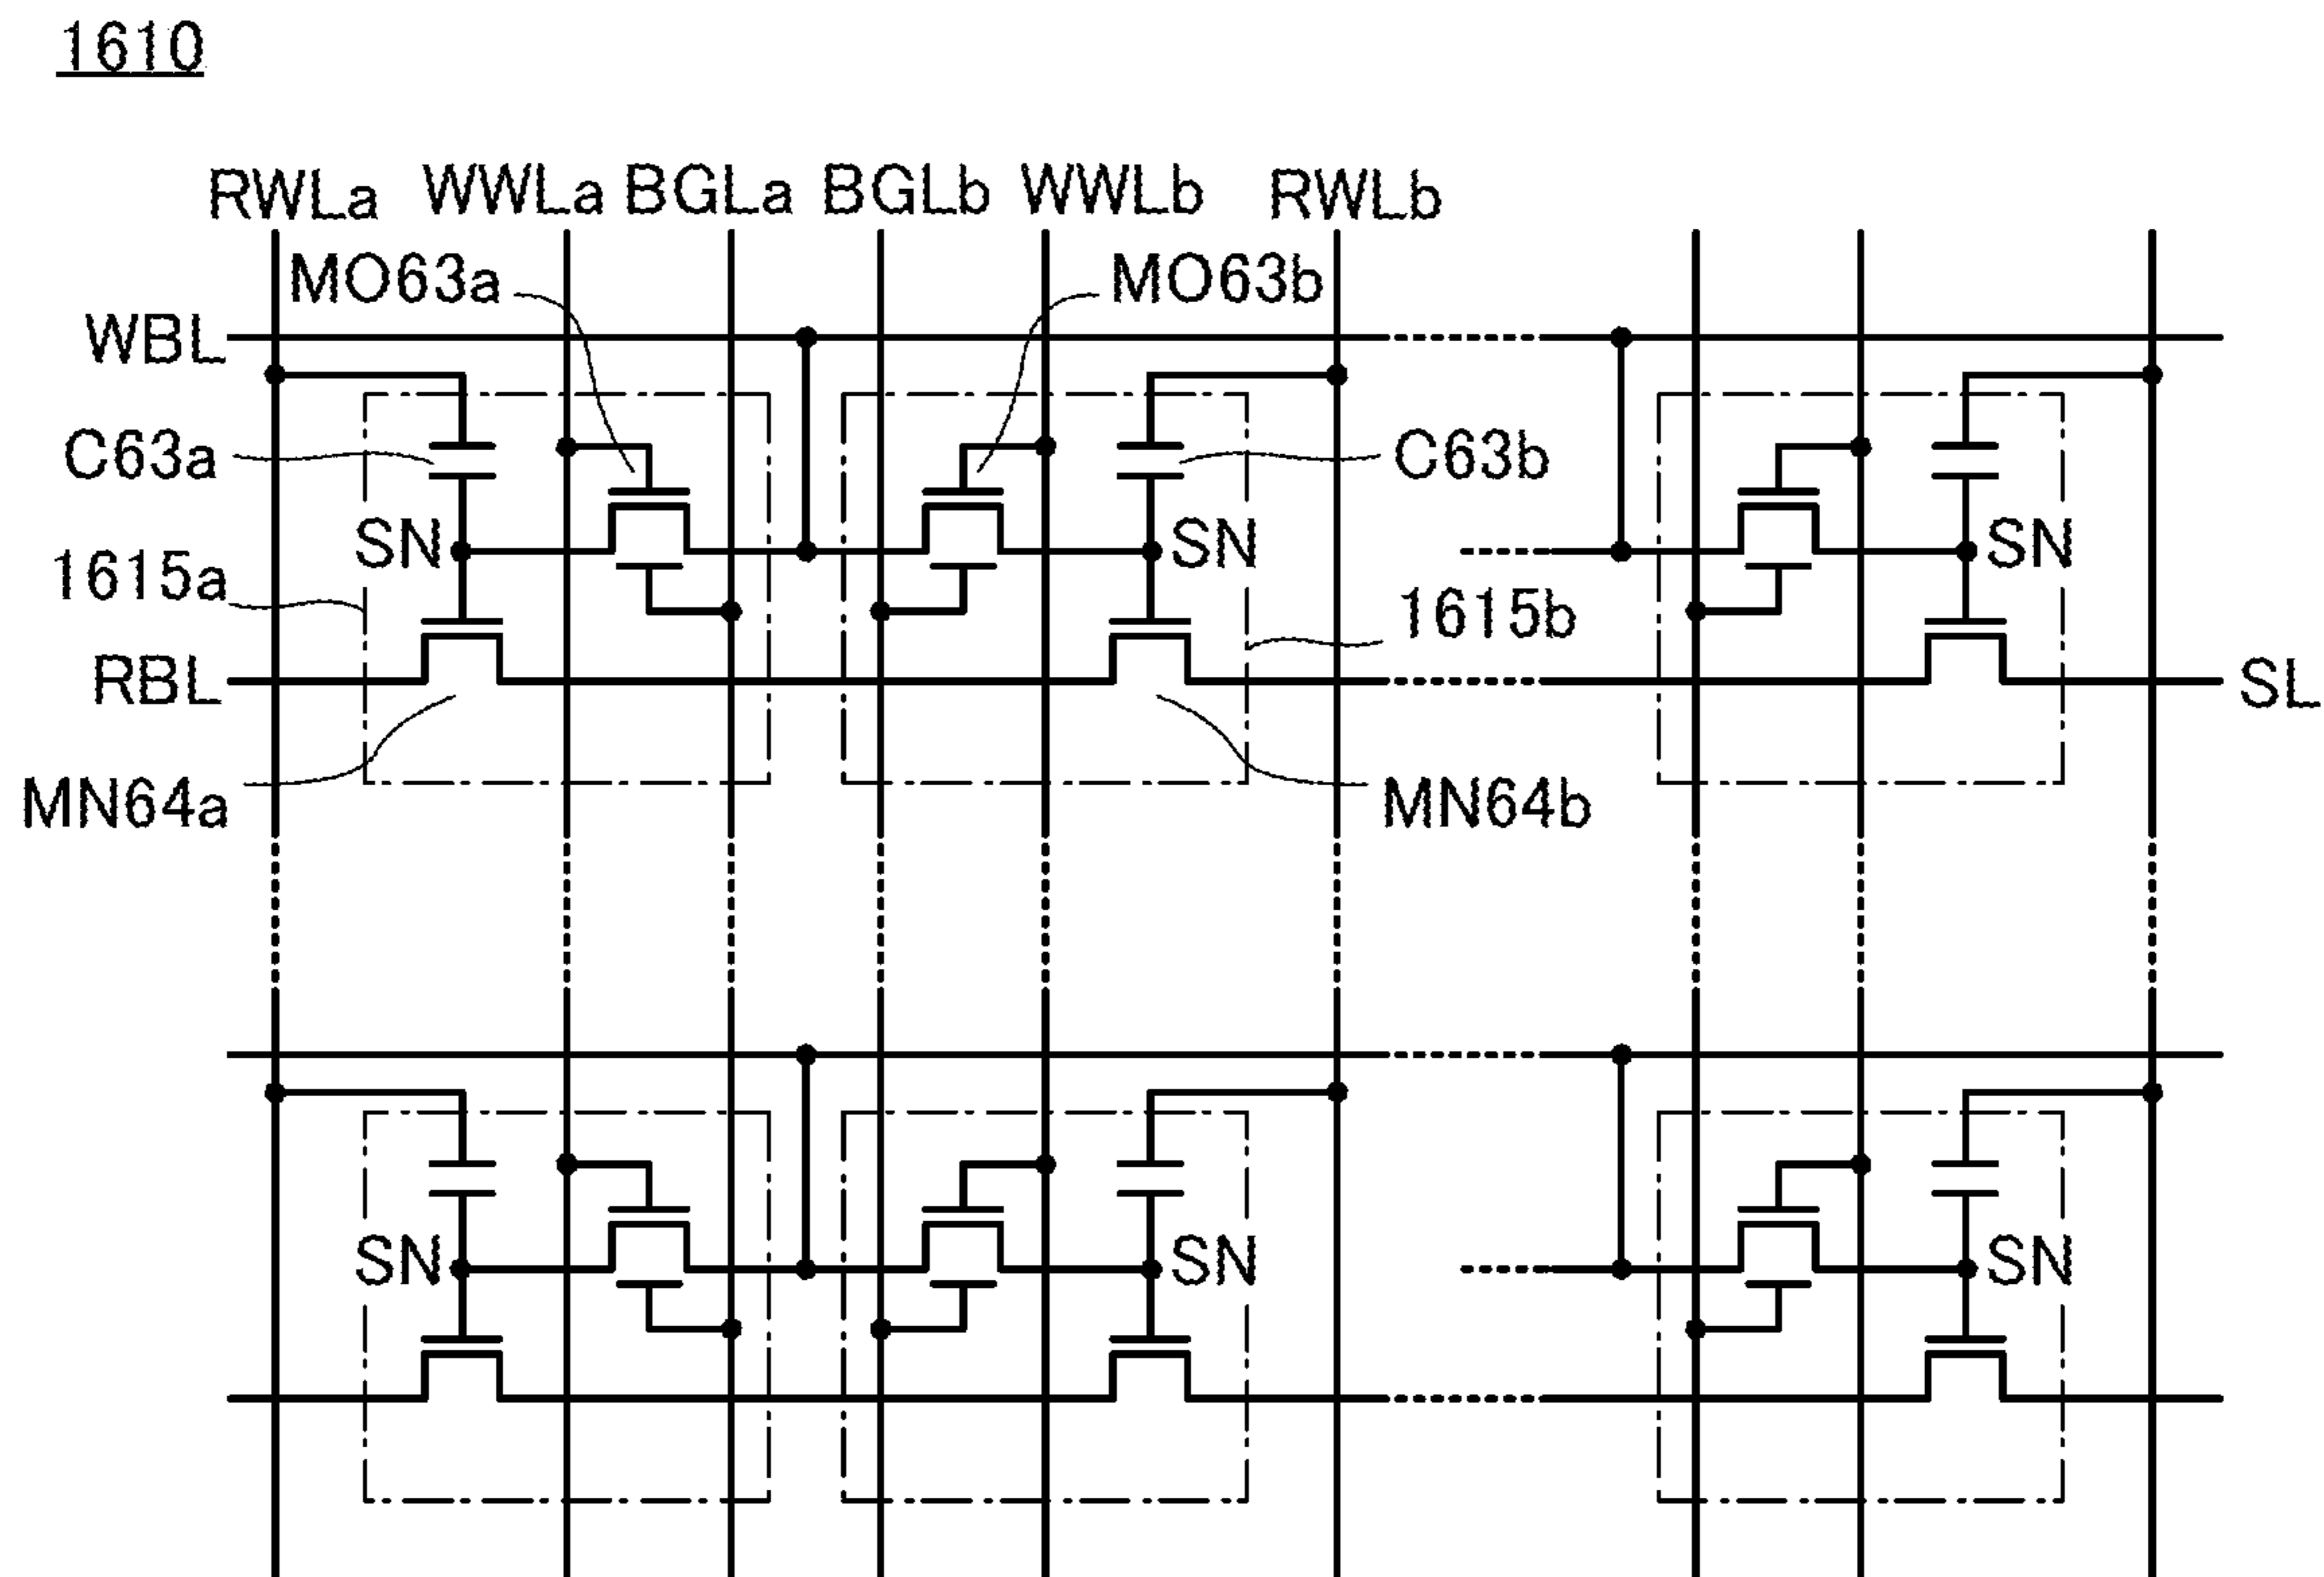 1610
RWLa WWLa BGLa BGLb WWLb RWLb
MO63a MO63b
WBL
C63a C63b
SN SN SN
1615a 1615b
RBL SL
MN64a MN64b
SN SN SN